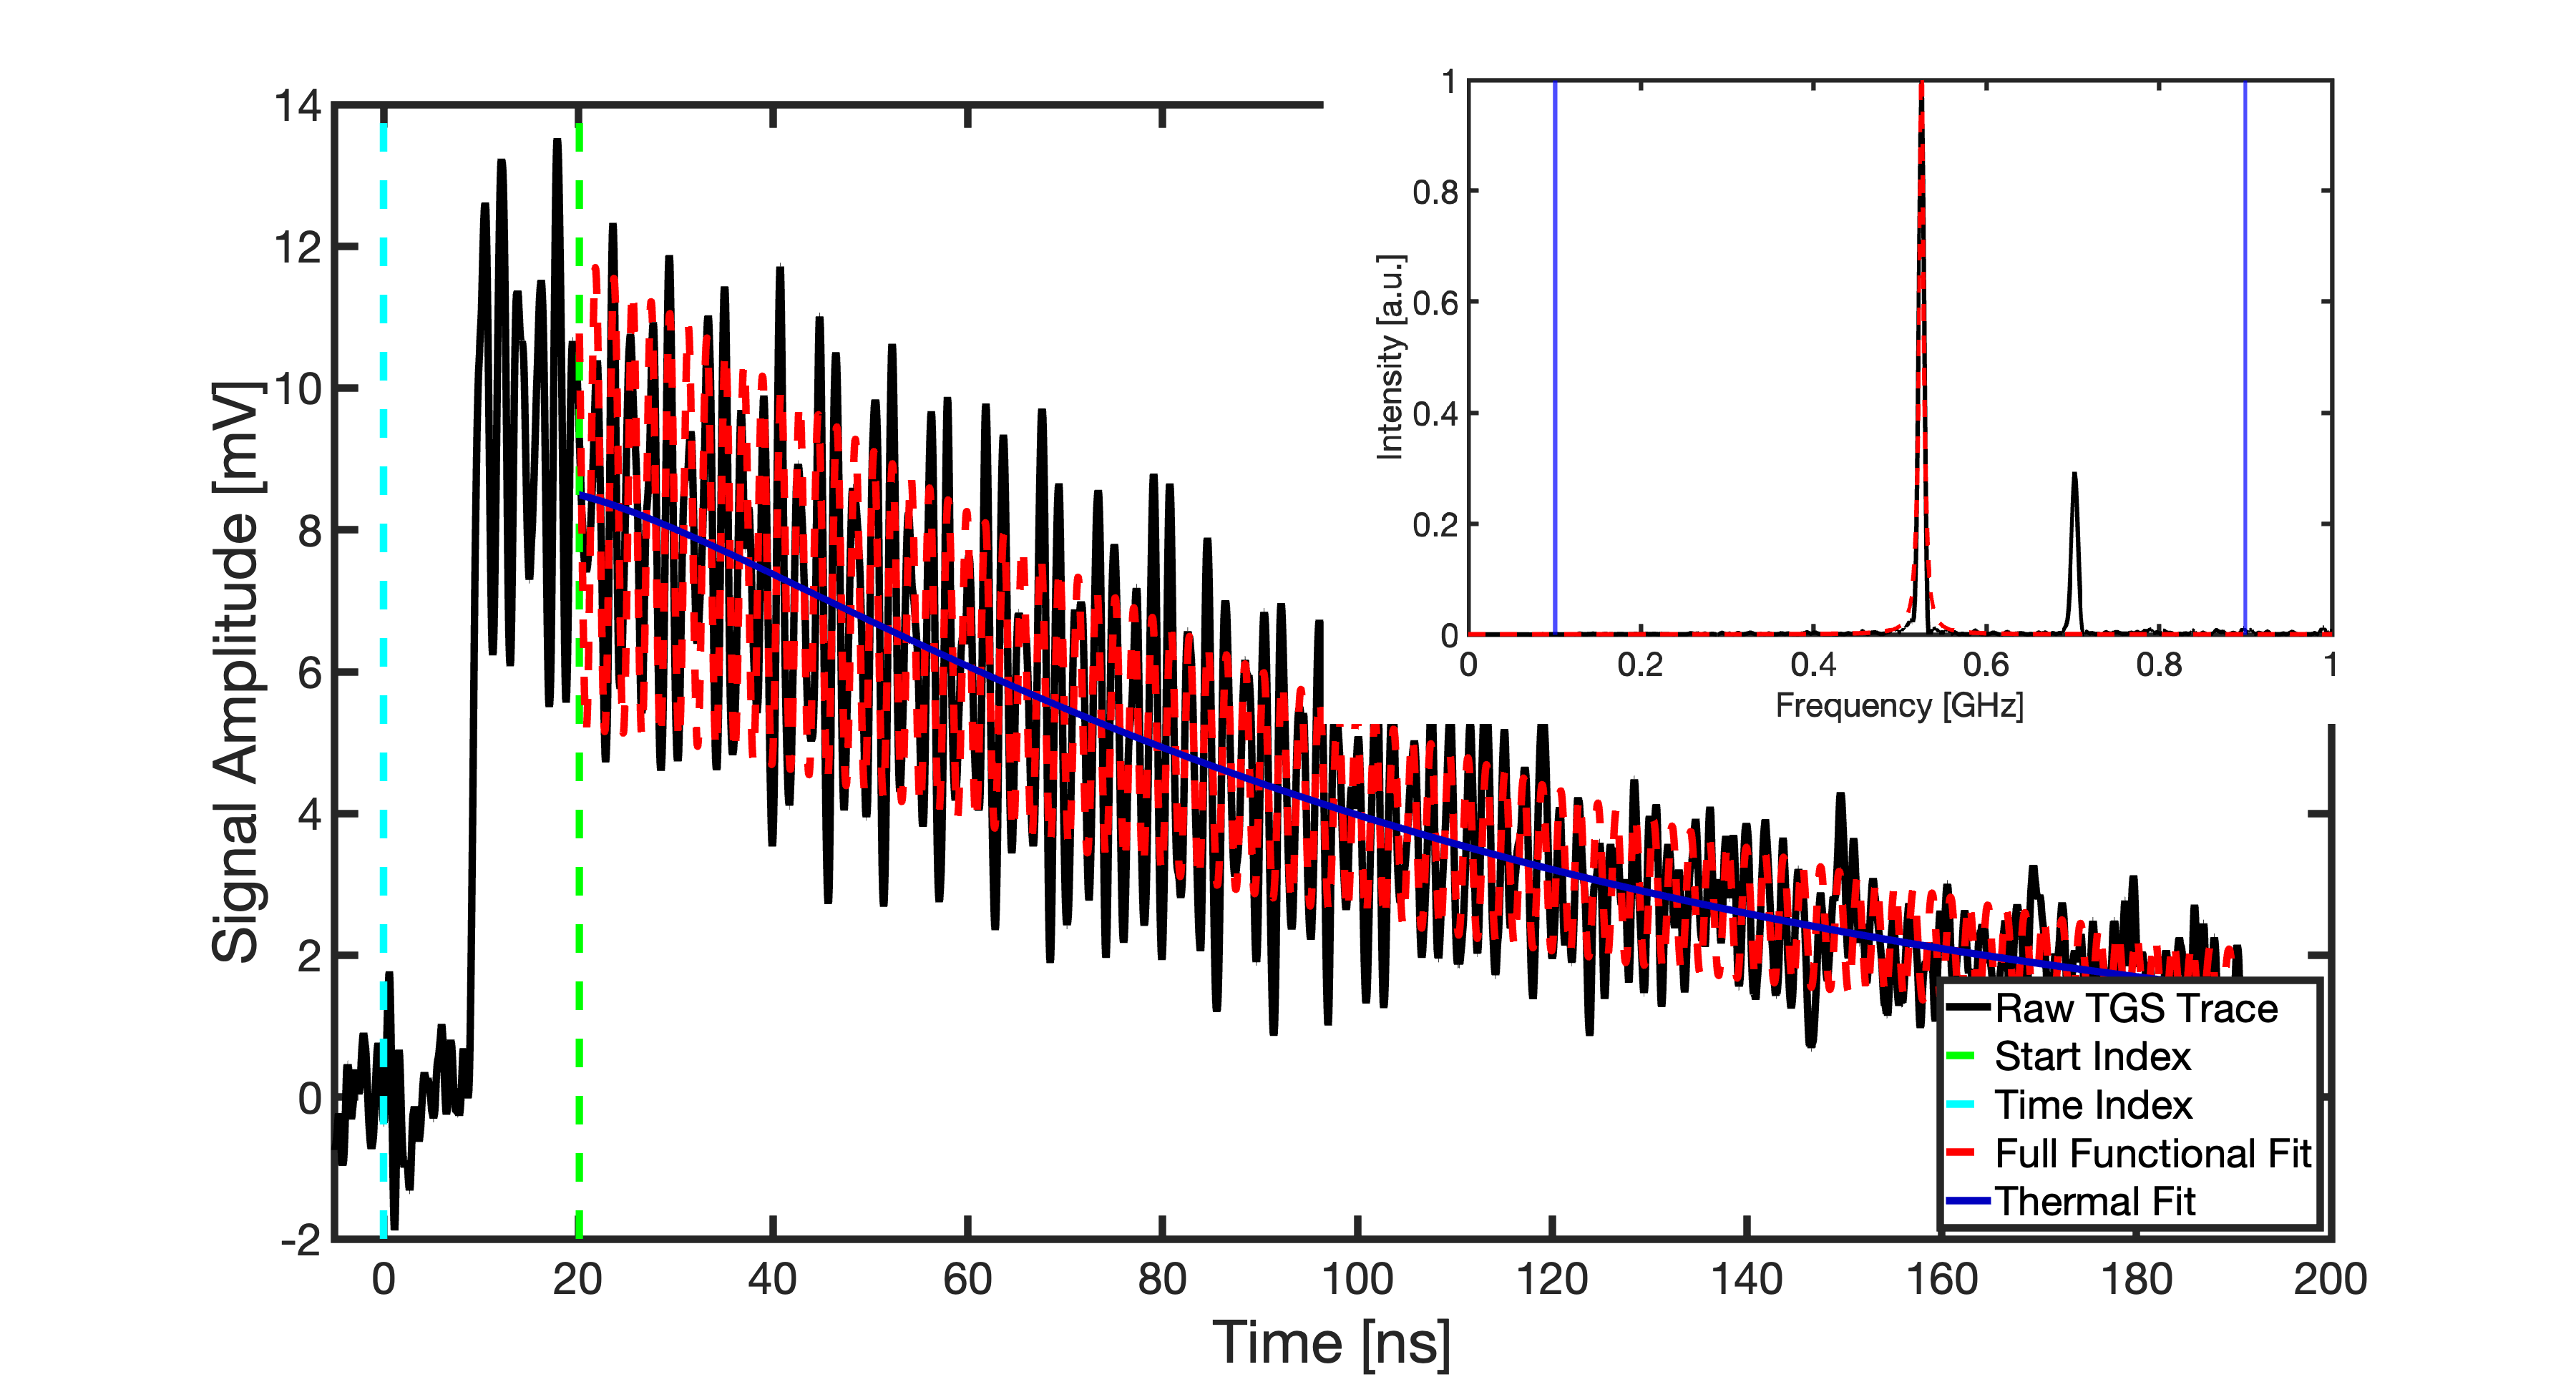 Signal Amplitude [mV]
14
12
10
8
6
4
2
0
-2
0 20 40 60 80 100 120 140 160 180 200
Time [ns]
Intensity [a.u.]
1
0.8
0.6
0.4
0.2
0
0 0.2 0.4 0.6 0.8 1
Frequency [GHz]
Raw TGS Trace
Start Index
Time Index
Full Functional Fit
Thermal Fit